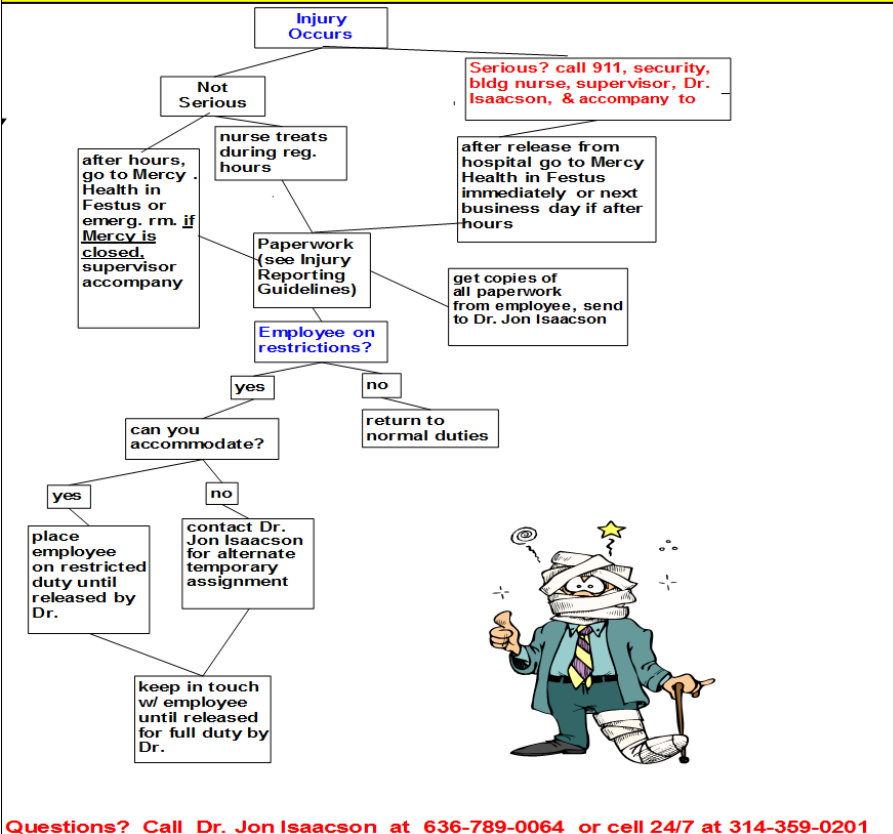 Injury
Occurs
Serious? call 911, security,
bldg nurse, supervisor, Dr.
Isaacson, & accompany to
Not
Serious
nurse treats
during reg.
hours
after hours,
go to Mercy .
Health in
Festus or
emerg. rm. if
Mercy is
closed,
supervisor
accompany
after release from
hospital go to Mercy
Health in Festus
immediately or next
business day if after
hours
Paperwork
(see Injury
Reporting
Guidelines)
get copies of
all paperwork
from employee, send
to Dr. Jon Isaacson
Employee on
restrictions?
yes
no
can you
accommodate?
return to
normal duties
yes
no
place
employee
on restricted
duty until
released by
Dr.
contact Dr.
Jon Isaacson
for alternate
temporary
assignment
keep in touch
w/ employee
until released
for full duty by
Dr.
Questions? Call Dr. Jon Isaacson at 636-789-0064 or cell 24/7 at 314-359-0201